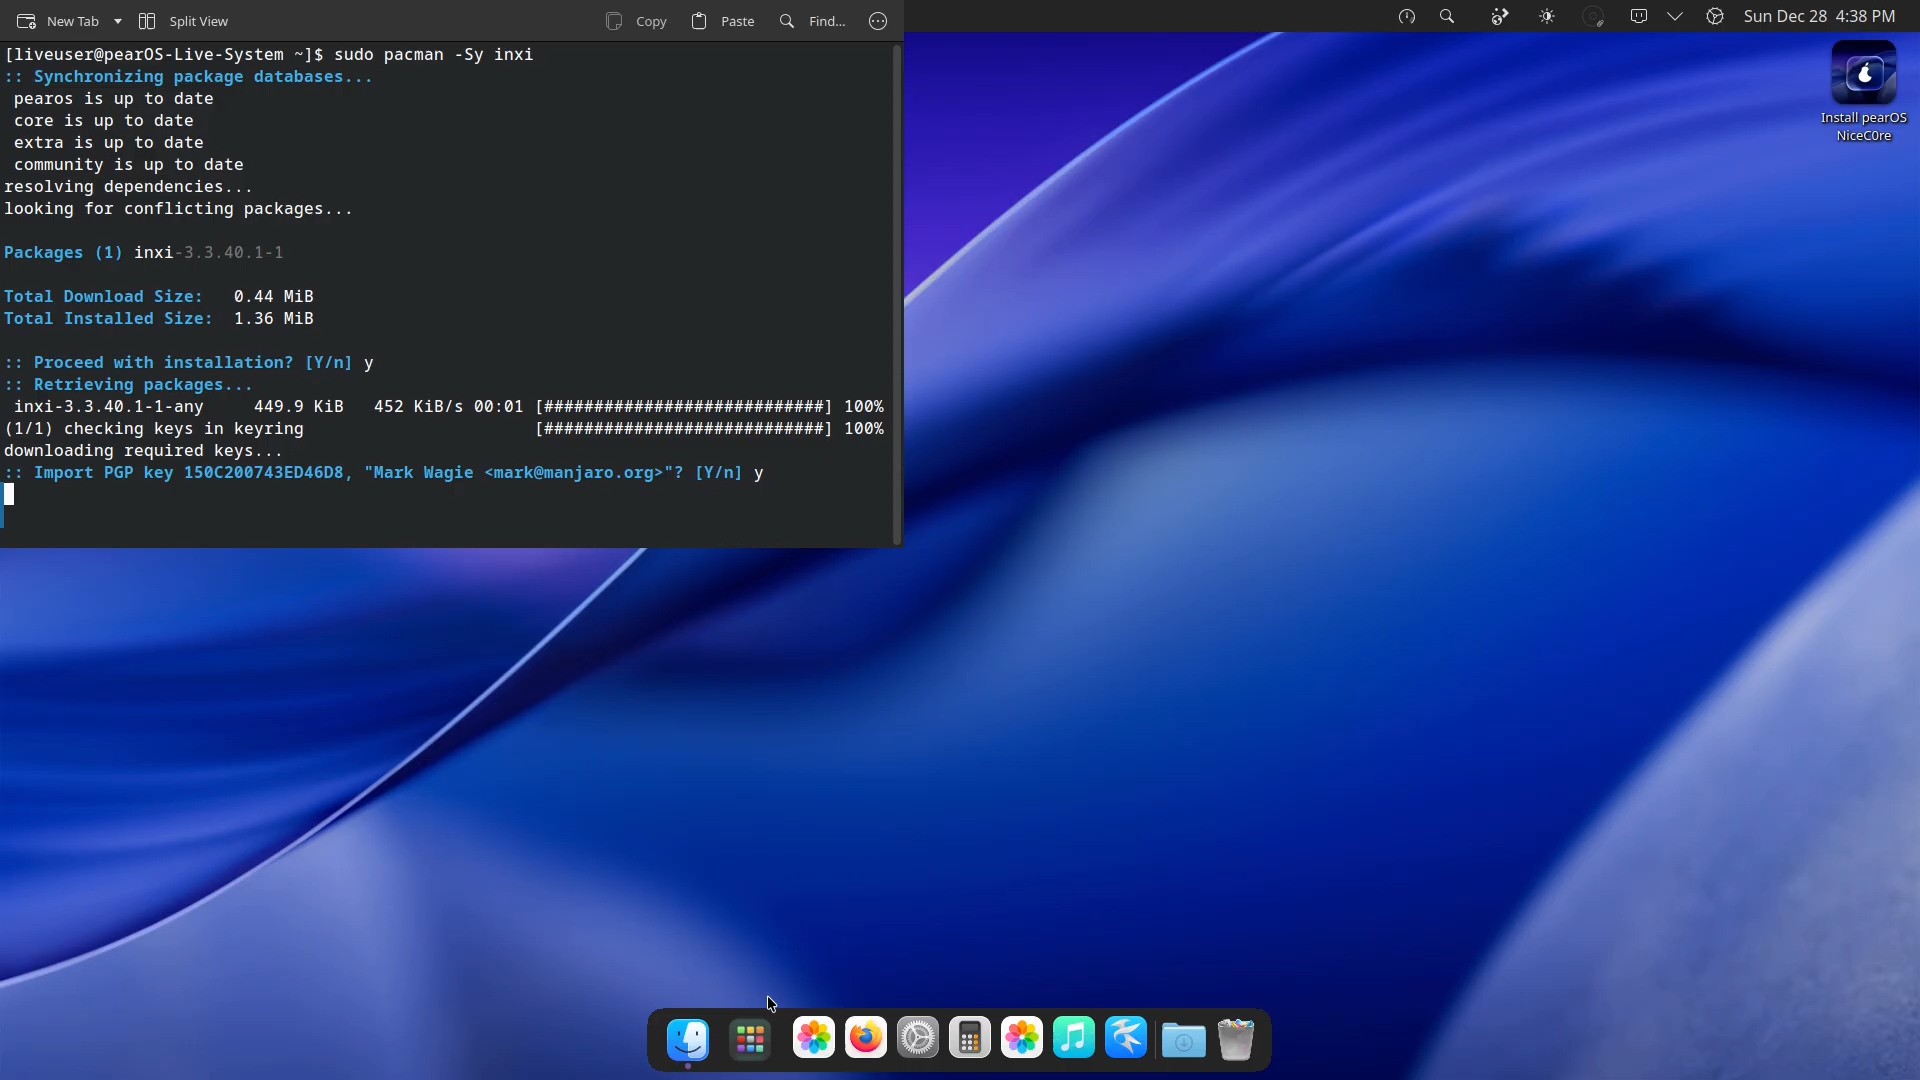 New Tab Split View Copy Paste Find...
Sun Dec 28 4:38 PM
[liveuser@pearOS-Live-System ~]$ sudo pacman -Sy inxi
:: Synchronizing package databases...
pearos is up to date
core is up to date
extra is up to date
community is up to date
resolving dependencies...
looking for conflicting packages...
Packages (1) inxi-3.3.40.1-1
Total Download Size: 0.44 MiB
Total Installed Size: 1.36 MiB
:: Proceed with installation? [Y/n] y
:: Retrieving packages...
inxi-3.3.40.1-1-any 449.9 KiB 452 KiB/s 00:01 [############################] 100%
(1/1) checking keys in keyring [############################] 100%
downloading required keys...
:: Import PGP key 150C200743ED46D8, "Mark Wagie <mark@manjaro.org>"? [Y/n] y
Install pearOS
NiceC0re